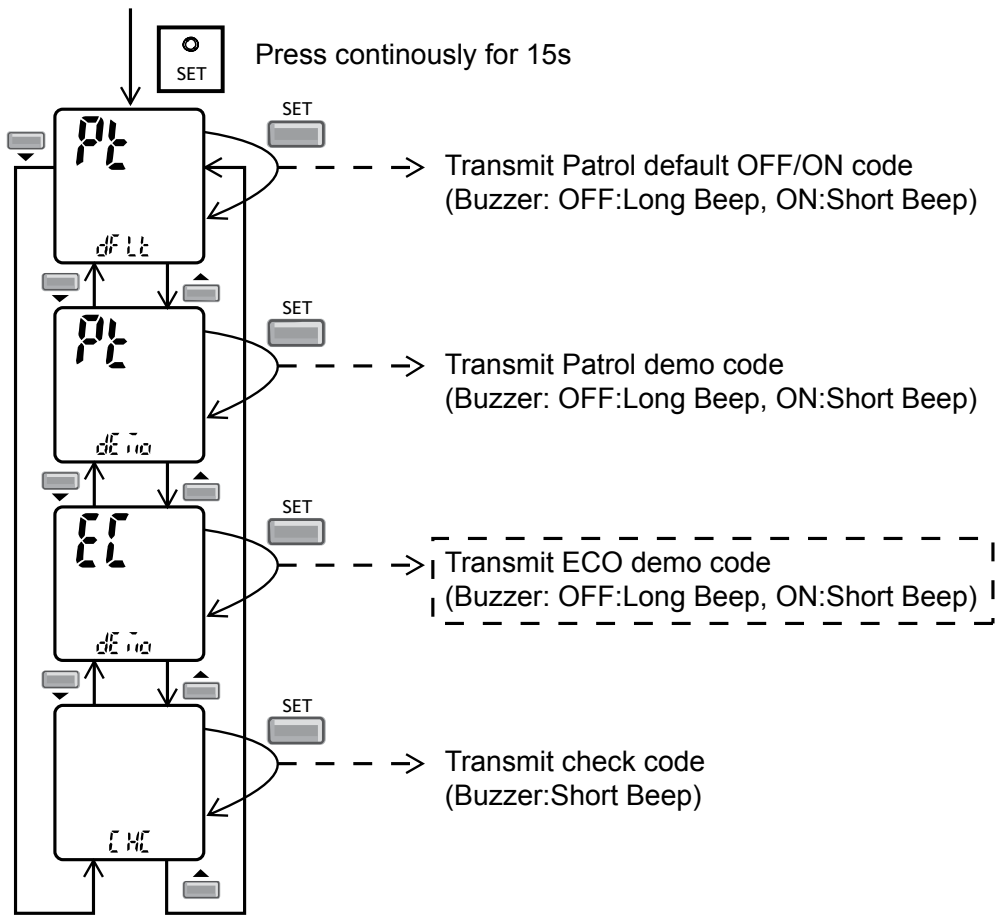 SET
Press continously for 15s
Pt
SET
Transmit Patrol default OFF/ON code
(Buzzer: OFF:Long Beep, ON:Short Beep)
dFLt
Pt
SET
Transmit Patrol demo code
(Buzzer: OFF:Long Beep, ON:Short Beep)
dEmo
EC
SET
Transmit ECO demo code
(Buzzer: OFF:Long Beep, ON:Short Beep)
dEmo
SET
Transmit check code
(Buzzer:Short Beep)
CHC